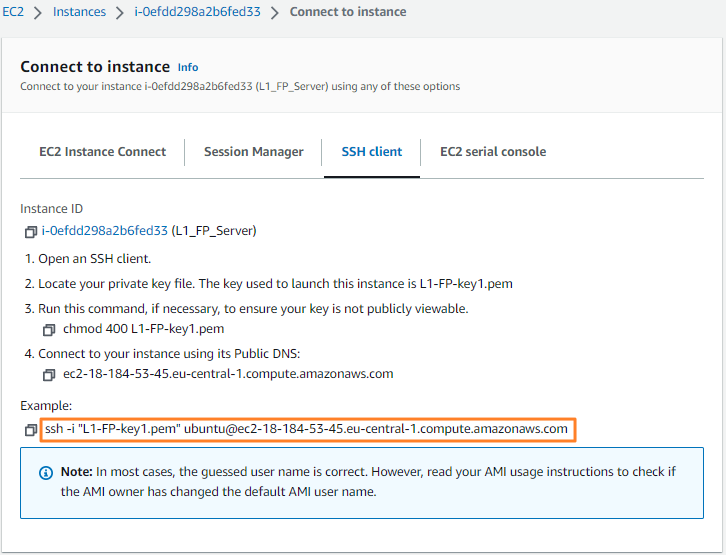 EC2 > Instances > i-0efdd298a2b6fed33 > Connect to instance
Connect to instance Info
Connect to your instance i-0efdd298a2b6fed33 (L1_FP_Server) using any of these options
EC2 Instance Connect Session Manager SSH client EC2 serial console
Instance ID
i-0efdd298a2b6fed33 (L1_FP_Server)
1. Open an SSH client.
2. Locate your private key file. The key used to launch this instance is L1-FP-key1.pem
3. Run this command, if necessary, to ensure your key is not publicly viewable.
chmod 400 L1-FP-key1.pem
4. Connect to your instance using its Public DNS:
ec2-18-184-53-45.eu-central-1.compute.amazonaws.com
Example:
ssh -i "L1-FP-key1.pem" ubuntu@ec2-18-184-53-45.eu-central-1.compute.amazonaws.com
Note: In most cases, the guessed user name is correct. However, read your AMI usage instructions to check if
the AMI owner has changed the default AMI user name.